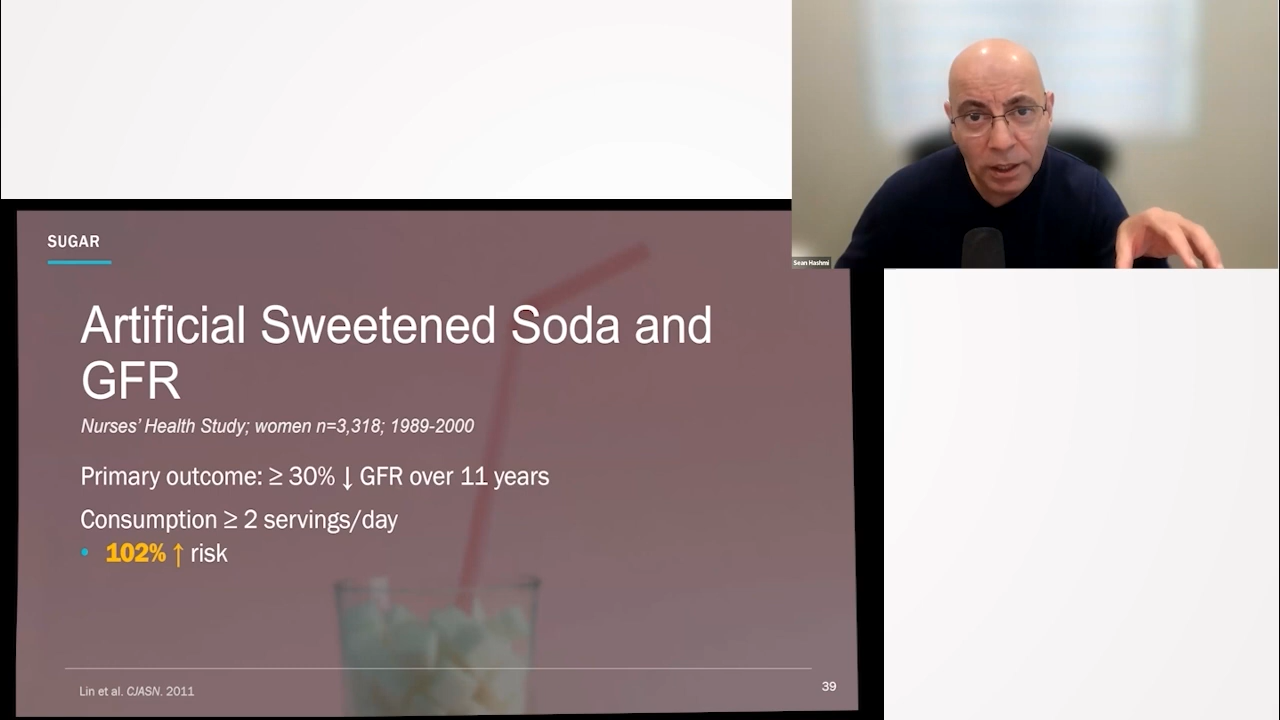 Sean Hashmi
SUGAR
Artificial Sweetened Soda and
GFR
Nurses’ Health Study; women n=3,318; 1989-2000
Primary outcome: ≥ 30% ↓ GFR over 11 years
Consumption ≥ 2 servings/day
• 102% ↑ risk
Lin et al. CJASN. 2011
39